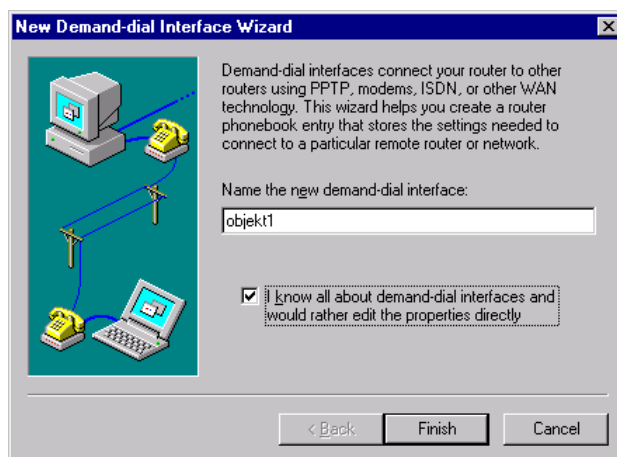 New Demand-dial Interface Wizard
Demand-dial interfaces connect your router to other
routers using PPTP, modems, ISDN, or other WAN
technology. This wizard helps you create a router
phonebook entry that stores the settings needed to
connect to a particular remote router or network.
Name the new demand-dial interface:
objekt1
I know all about demand-dial interfaces and
would rather edit the properties directly
< Back Finish Cancel